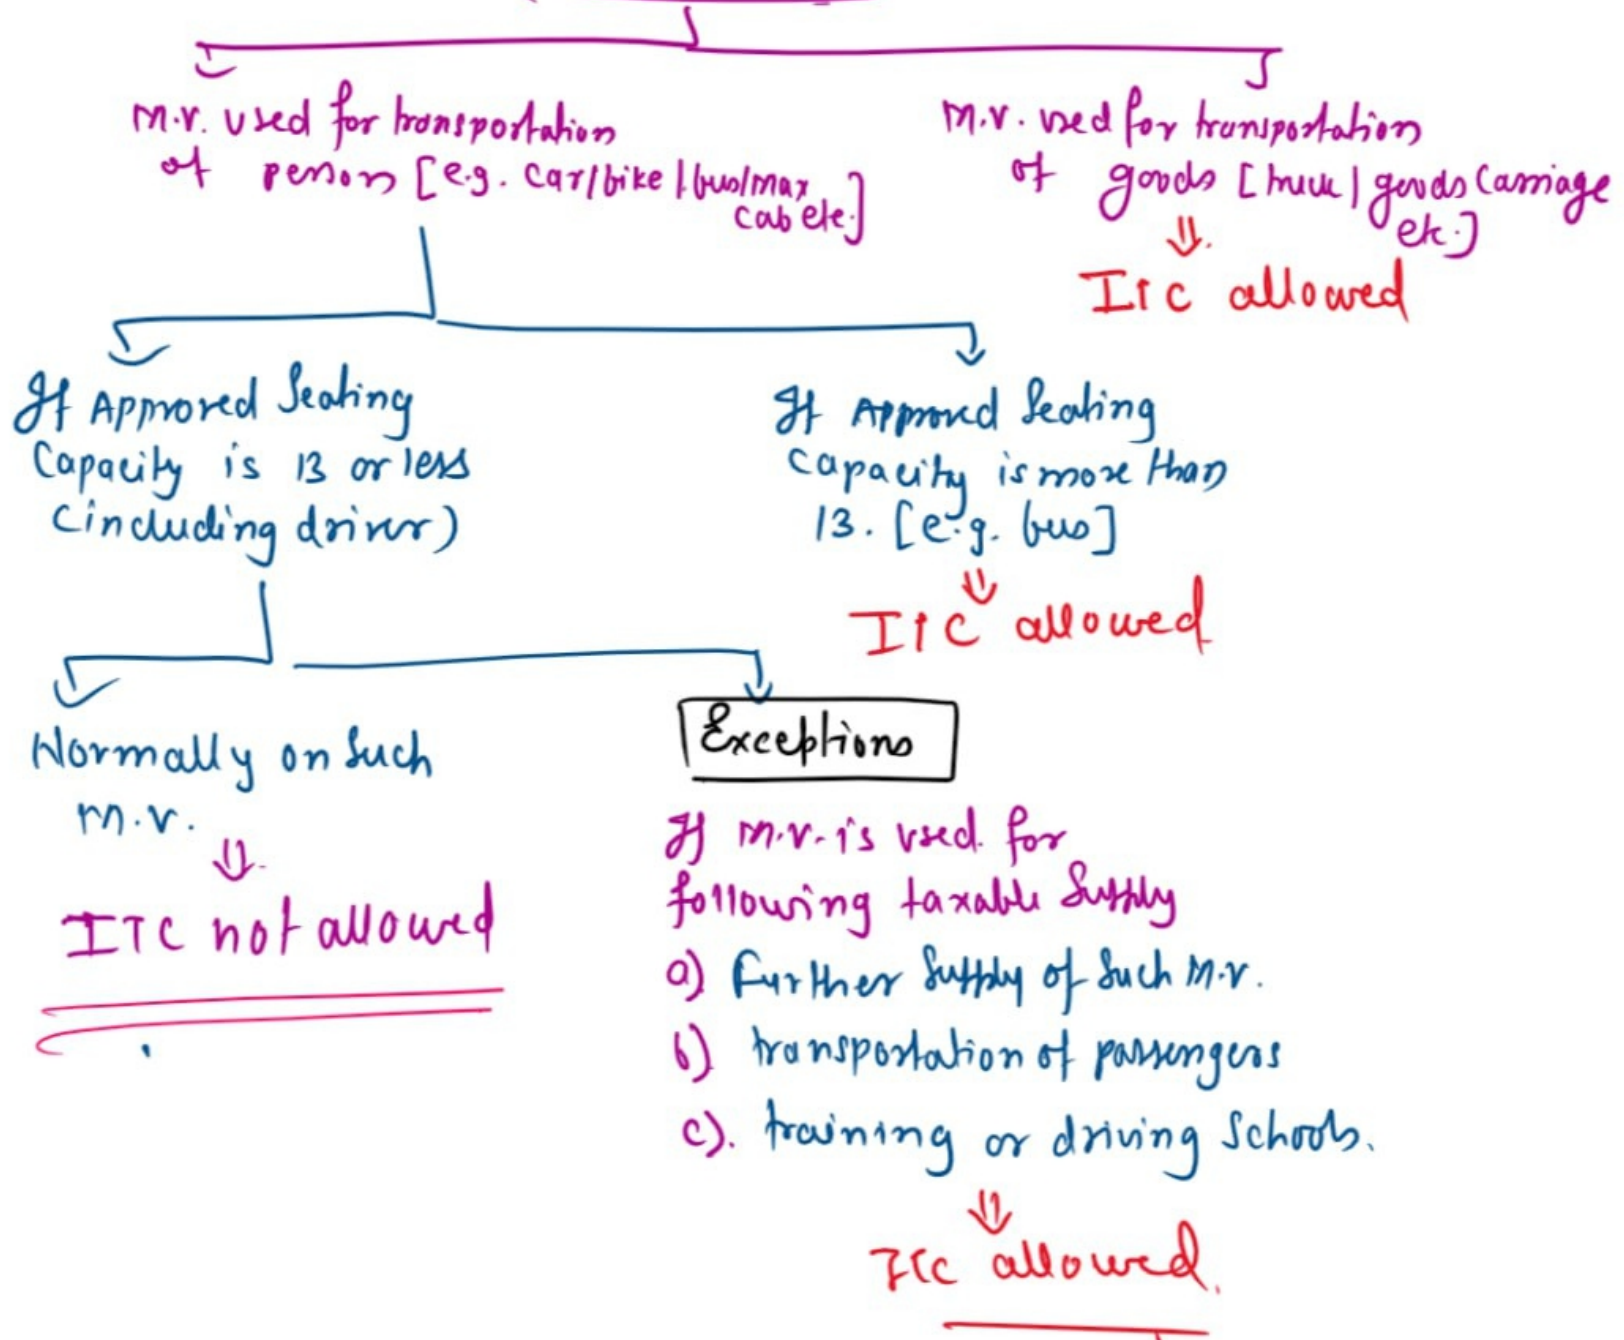 M.V. used for transportation
of person [e.g. car/bike/bus/max
cab etc.]
M.V. used for transportation
of goods [truck/goods carriage
etc.]
ITC allowed
If Approved Seating
Capacity is 13 or less
(including driver)
If Approved Seating
Capacity is more than
13. [e.g. bus]
ITC allowed
Normally on such
M.V.
ITC not allowed
Exceptions
If M.V. is used for
following taxable Supply
a) Further Supply of Such M.V.
b) transportation of passengers
c). training or driving Schools.
ITC allowed.